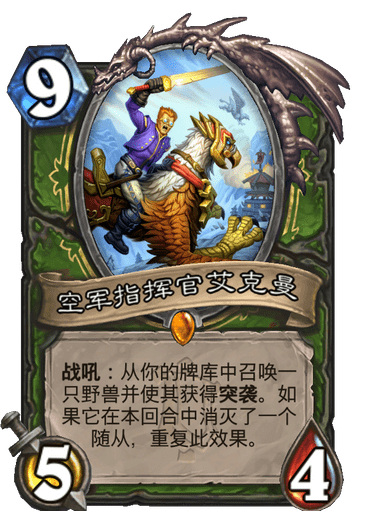 9
空军指挥官艾克曼
战吼：从你的牌库中召唤一
只野兽并使其获得突袭。如
果它在本回合中消灭了一个
随从，重复此效果。
5
4